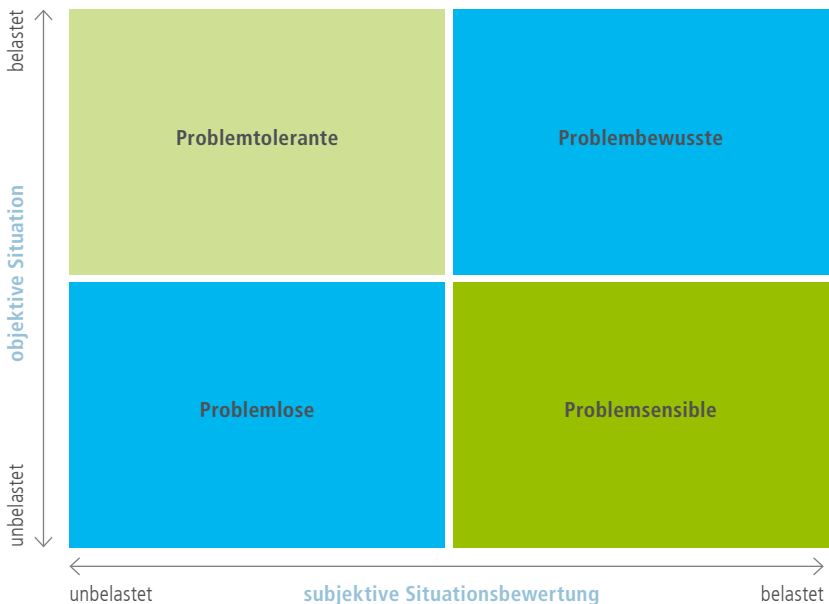 belastet
Problemtolerante
Problembewusste
objektive Situation
Problemlose
Problemsensible
unbelastet
unbelastet
subjektive Situationsbewertung
belastet